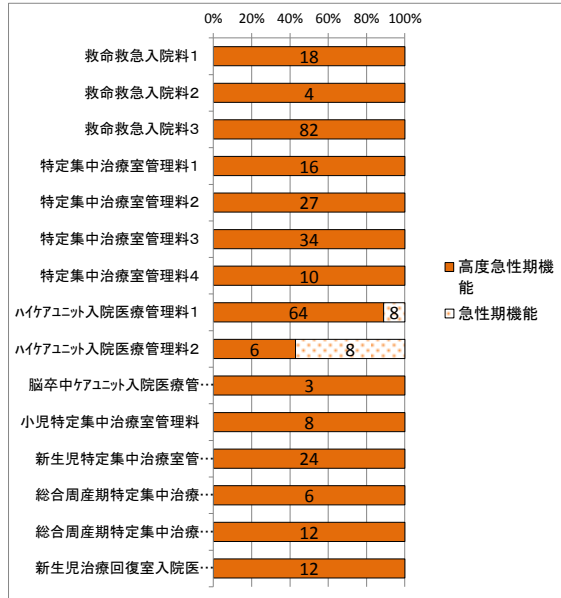 0% 20% 40% 60% 80% 100%
救命救急入院料1 18
救命救急入院料2 4
救命救急入院料3 82
特定集中治療室管理料1 16
特定集中治療室管理料2 27
特定集中治療室管理料3 34
特定集中治療室管理料4 10
ﾊｲｹｱﾕﾆｯﾄ入院医療管理料1 64 8
ﾊｲｹｱﾕﾆｯﾄ入院医療管理料2 6 8
脳卒中ケアユニット入院医療管… 3
小児特定集中治療室管理料 8
新生児特定集中治療室管… 24
総合周産期特定集中治療… 6
総合周産期特定集中治療… 12
新生児治療回復室入院医… 12
高度急性期機
能
急性期機能